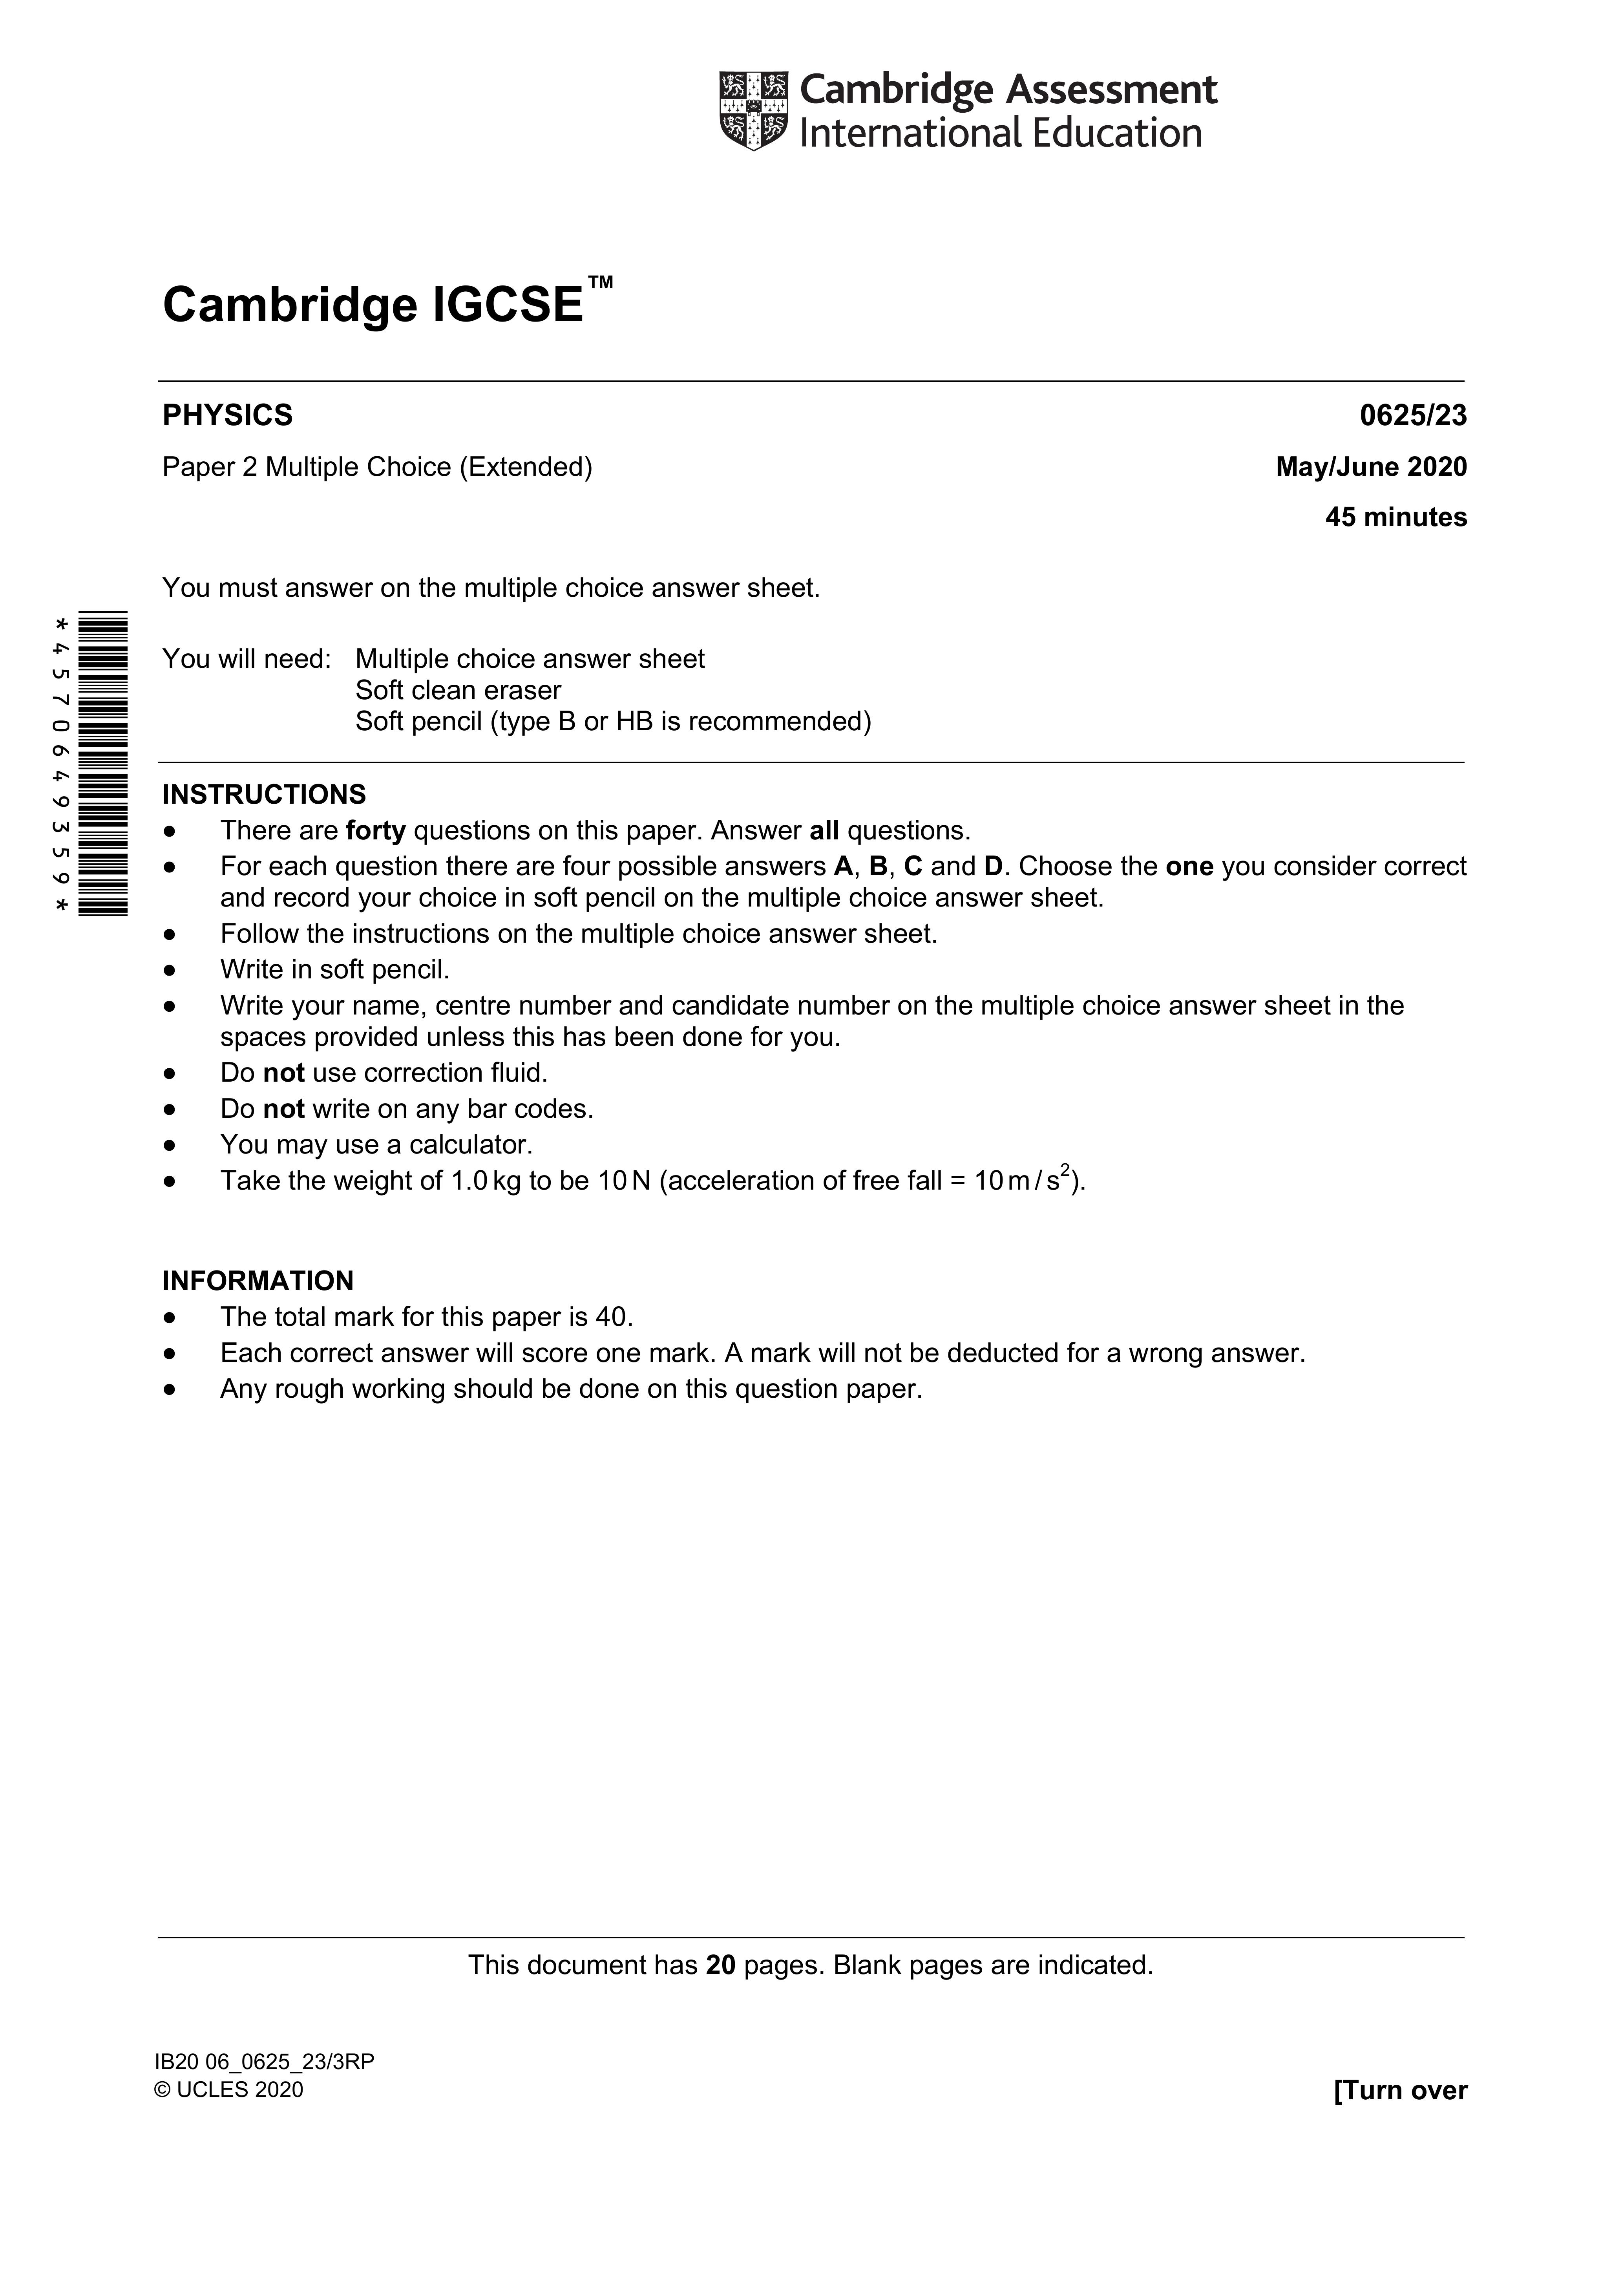 Cambridge Assessment
International Education
Cambridge IGCSE™
PHYSICS 0625/23
Paper 2 Multiple Choice (Extended) May/June 2020
45 minutes
You must answer on the multiple choice answer sheet.
You will need: Multiple choice answer sheet
Soft clean eraser
Soft pencil (type B or HB is recommended)
*4570649359*
INSTRUCTIONS
● There are forty questions on this paper. Answer all questions.
● For each question there are four possible answers A, B, C and D. Choose the one you consider correct
and record your choice in soft pencil on the multiple choice answer sheet.
● Follow the instructions on the multiple choice answer sheet.
● Write in soft pencil.
● Write your name, centre number and candidate number on the multiple choice answer sheet in the
spaces provided unless this has been done for you.
● Do not use correction fluid.
● Do not write on any bar codes.
● You may use a calculator.
● Take the weight of 1.0 kg to be 10 N (acceleration of free fall = 10 m / s²).
INFORMATION
● The total mark for this paper is 40.
● Each correct answer will score one mark. A mark will not be deducted for a wrong answer.
● Any rough working should be done on this question paper.
This document has 20 pages. Blank pages are indicated.
IB20 06_0625_23/3RP
© UCLES 2020 [Turn over